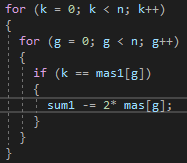 for (k = 0; k < n; k++)
{
for (g = 0; g < n; g++)
{
if (k == mas1[g])
{
sum1 -= 2* mas[g];
}
}
}